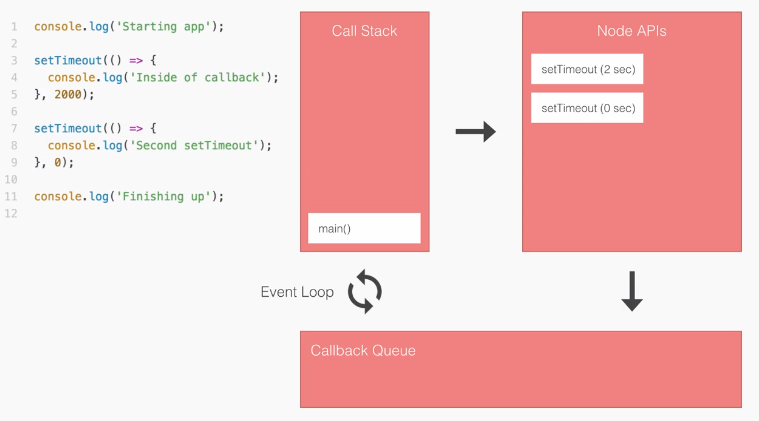 1 console.log('Starting app');
2
3 setTimeout(() => {
4   console.log('Inside of callback');
5 }, 2000);
6
7 setTimeout(() => {
8   console.log('Second setTimeout');
9 }, 0);
10
11 console.log('Finishing up');
12
Call Stack
main()
Node APIs
setTimeout (2 sec)
setTimeout (0 sec)
Event Loop
Callback Queue